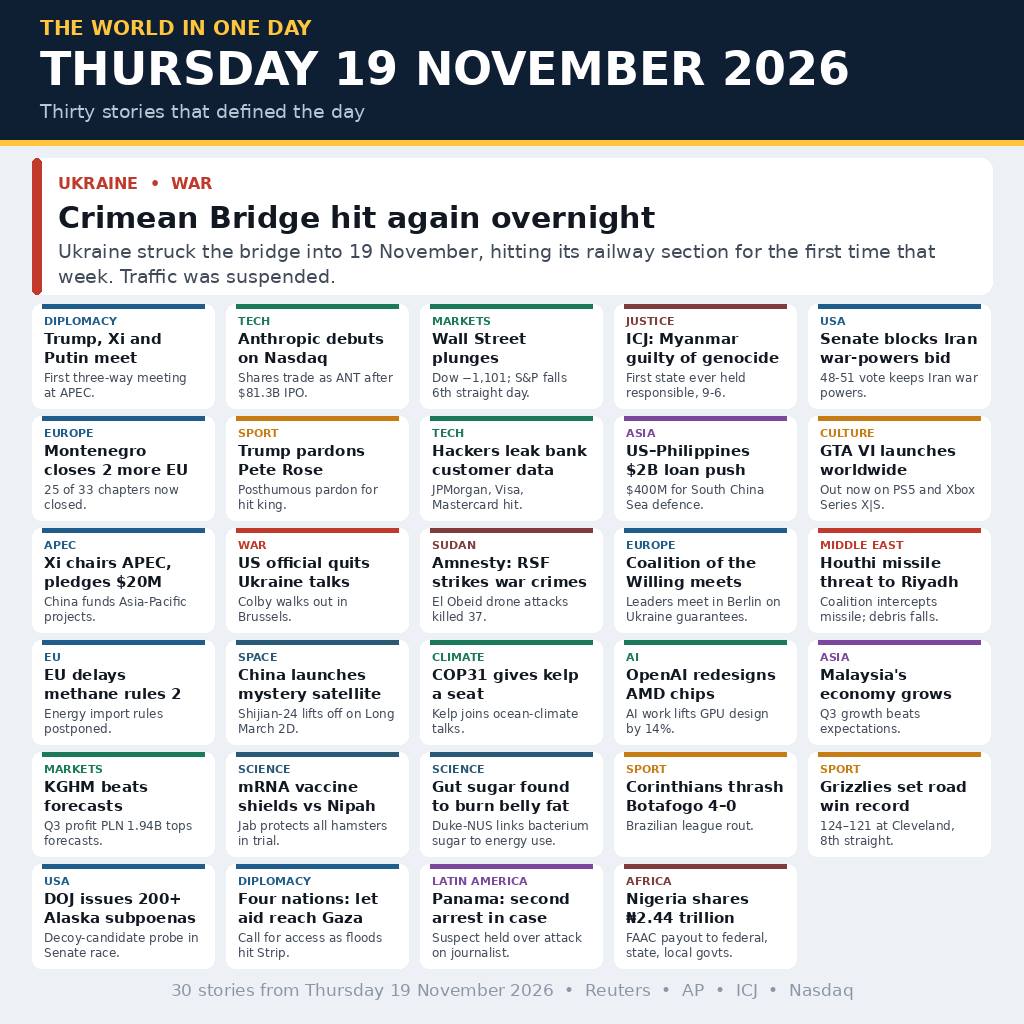 THE WORLD IN ONE DAY
THURSDAY 19 NOVEMBER 2026
Thirty stories that defined the day
UKRAINE • WAR
Crimean Bridge hit again overnight
Ukraine struck the bridge into 19 November, hitting its railway section for the first time that
week. Traffic was suspended.
DIPLOMACY
Trump, Xi and
Putin meet
First three-way meeting
at APEC.
TECH
Anthropic debuts
on Nasdaq
Shares trade as ANT after
$81.3B IPO.
MARKETS
Wall Street
plunges
Dow −1,101; S&P falls
6th straight day.
JUSTICE
ICJ: Myanmar
guilty of genocide
First state ever held
responsible, 9-6.
USA
Senate blocks Iran
war-powers bid
48-51 vote keeps Iran war
powers.
EUROPE
Montenegro
closes 2 more EU
25 of 33 chapters now
closed.
SPORT
Trump pardons
Pete Rose
Posthumous pardon for
hit king.
TECH
Hackers leak bank
customer data
JPMorgan, Visa,
Mastercard hit.
ASIA
US–Philippines
$2B loan push
$400M for South China
Sea defence.
CULTURE
GTA VI launches
worldwide
Out now on PS5 and Xbox
Series X|S.
APEC
Xi chairs APEC,
pledges $20M
China funds Asia-Pacific
projects.
WAR
US official quits
Ukraine talks
Colby walks out in
Brussels.
SUDAN
Amnesty: RSF
strikes war crimes
El Obeid drone attacks
killed 37.
EUROPE
Coalition of the
Willing meets
Leaders meet in Berlin on
Ukraine guarantees.
MIDDLE EAST
Houthi missile
threat to Riyadh
Coalition intercepts
missile; debris falls.
EU
EU delays
methane rules 2
Energy import rules
postponed.
SPACE
China launches
mystery satellite
Shijian-24 lifts off on Long
March 2D.
CLIMATE
COP31 gives kelp
a seat
Kelp joins ocean-climate
talks.
AI
OpenAI redesigns
AMD chips
AI work lifts GPU design
by 14%.
ASIA
Malaysia's
economy grows
Q3 growth beats
expectations.
MARKETS
KGHM beats
forecasts
Q3 profit PLN 1.94B tops
forecasts.
SCIENCE
mRNA vaccine
shields vs Nipah
Jab protects all hamsters
in trial.
SCIENCE
Gut sugar found
to burn belly fat
Duke-NUS links bacterium
sugar to energy use.
SPORT
Corinthians thrash
Botafogo 4–0
Brazilian league rout.
SPORT
Grizzlies set road
win record
124–121 at Cleveland,
8th straight.
USA
DOJ issues 200+
Alaska subpoenas
Decoy-candidate probe in
Senate race.
DIPLOMACY
Four nations: let
aid reach Gaza
Call for access as floods
hit Strip.
LATIN AMERICA
Panama: second
arrest in case
Suspect held over attack
on journalist.
AFRICA
Nigeria shares
₦2.44 trillion
FAAC payout to federal,
state, local govts.
30 stories from Thursday 19 November 2026 • Reuters • AP • ICJ • Nasdaq